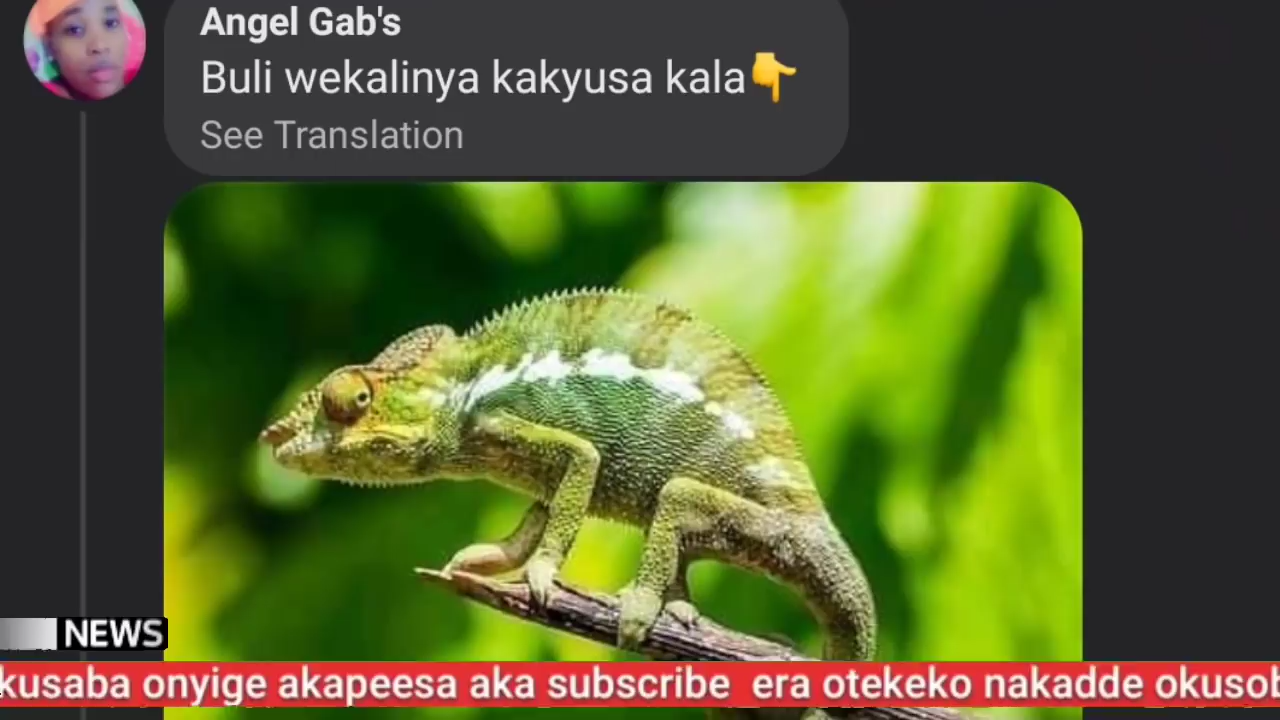 Angel Gab's
Buli wekalinya kakyusa kala👇
See Translation
NEWS
kusaba onyige akapeesa aka subscribe era otekeko nakadde okusob